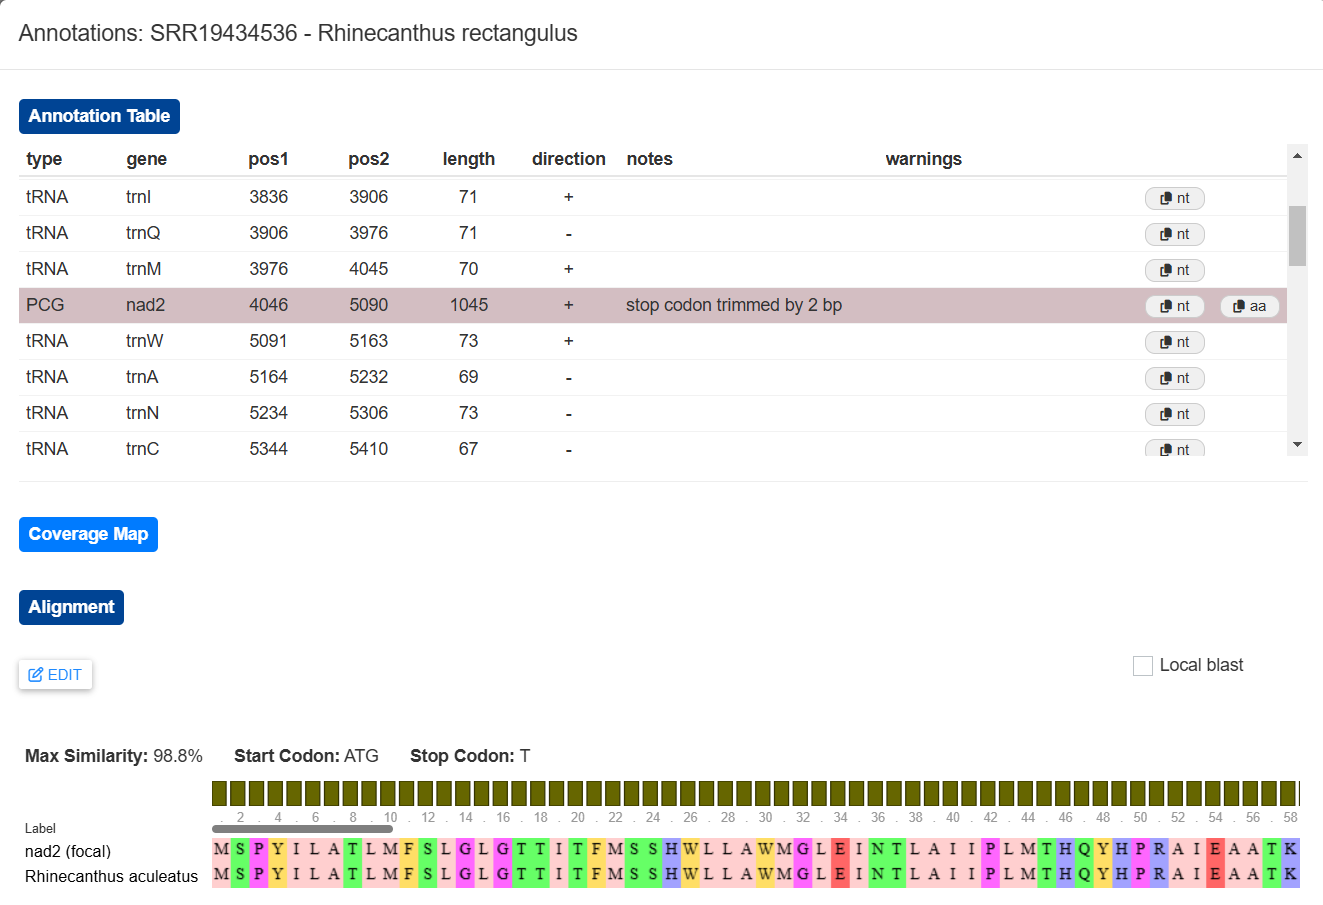 Annotations: SRR19434536 - Rhinecanthus rectangulus
Annotation Table
type gene pos1 pos2 length direction notes warnings
tRNA trnI 3836 3906 71 + nt
tRNA trnQ 3906 3976 71 - nt
tRNA trnM 3976 4045 70 + nt
PCG nad2 4046 5090 1045 + stop codon trimmed by 2 bp nt aa
tRNA trnW 5091 5163 73 + nt
tRNA trnA 5164 5232 69 - nt
tRNA trnN 5234 5306 73 - nt
tRNA trnC 5344 5410 67 - nt
Coverage Map
Alignment
EDIT Local blast
Max Similarity: 98.8% Start Codon: ATG Stop Codon: T
. 2 . 4 . 6 . 8 . 10 . 12 . 14 . 16 . 18 . 20 . 22 . 24 . 26 . 28 . 30 . 32 . 34 . 36 . 38 . 40 . 42 . 44 . 46 . 48 . 50 . 52 . 54 . 56 . 58
Label
nad2 (focal) M S P Y I L A T L M F S L G L G T T I T F M S S H W L L A W M G L E I N T L A I I P L M T H Q Y H P R A I E A A T K
Rhinecanthus aculeatus M S P Y I L A T L M F S L G L G T T I T F M S S H W L L A W M G L E I N T L A I I P L M T H Q Y H P R A I E A A T K